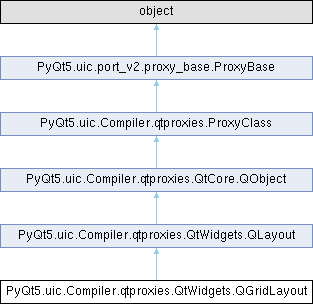 object
PyQt5.uic.port_v2.proxy_base.ProxyBase
PyQt5.uic.Compiler.qtproxies.ProxyClass
PyQt5.uic.Compiler.qtproxies.QtCore.QObject
PyQt5.uic.Compiler.qtproxies.QtWidgets.QLayout
PyQt5.uic.Compiler.qtproxies.QtWidgets.QGridLayout